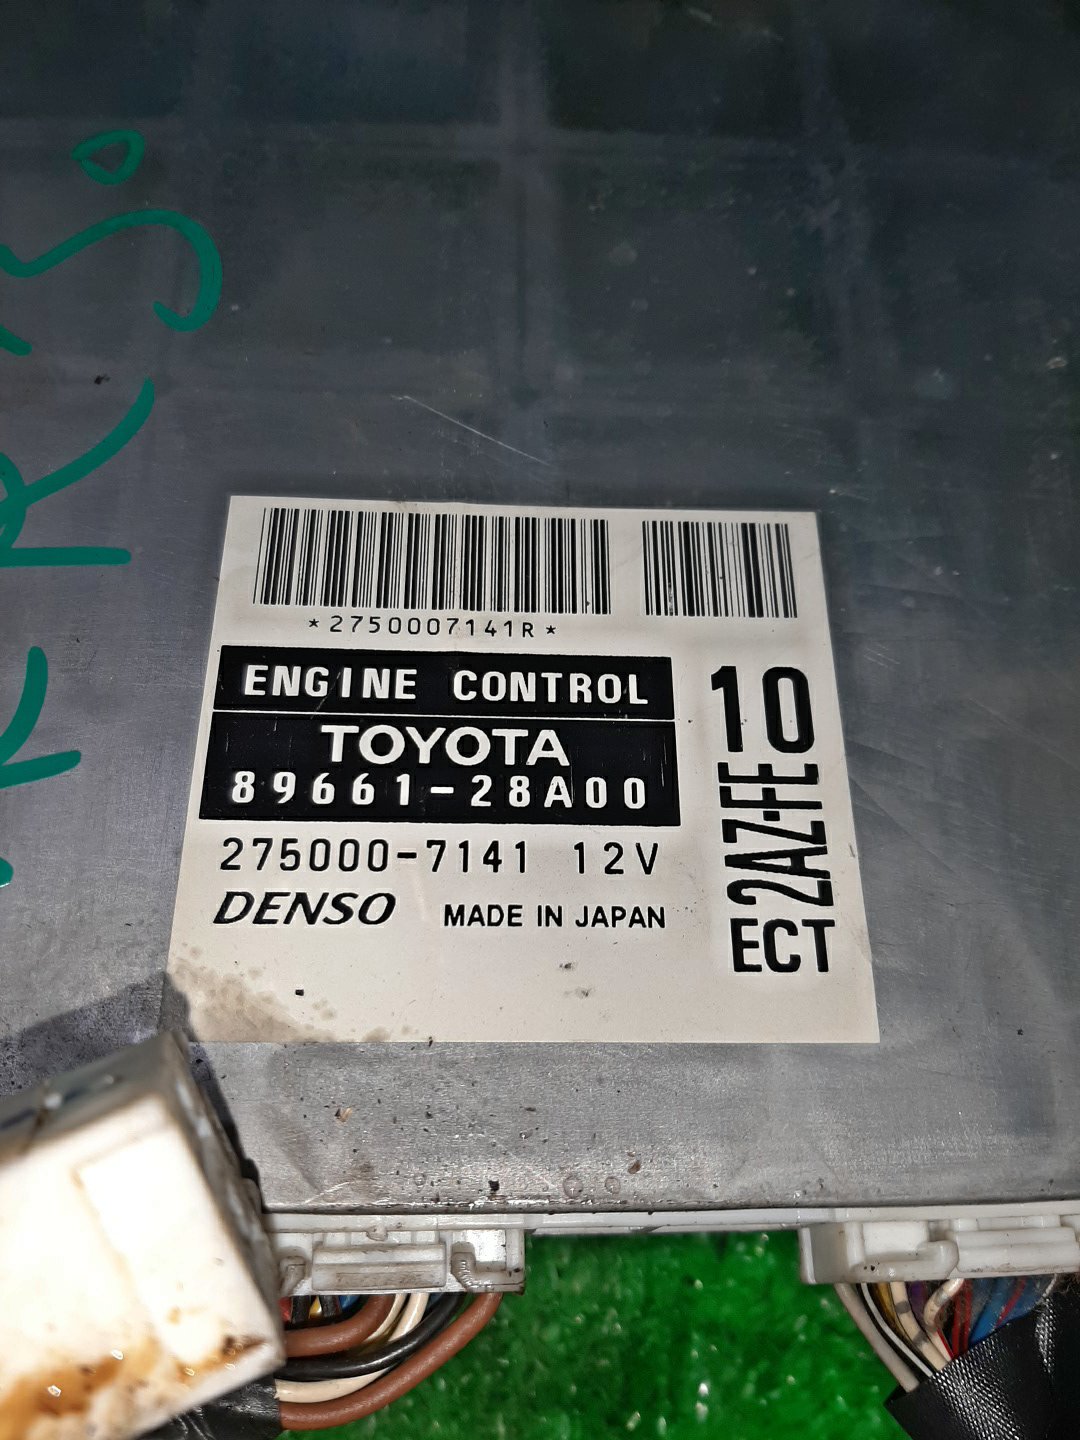 *2750007141R*
ENGINE CONTROL
TOYOTA
89661-28A00
275000-7141 12V
DENSO MADE IN JAPAN
10
2AZ-FE
ECT